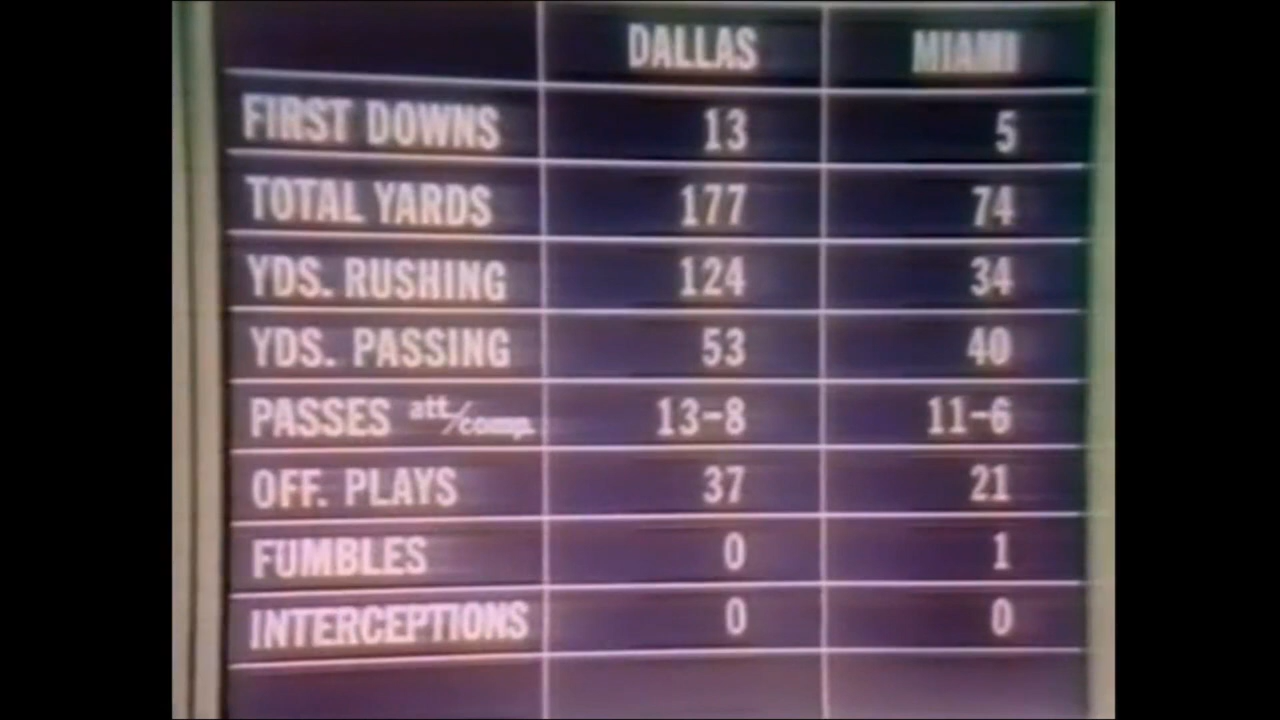 DALLAS MIAMI
FIRST DOWNS 13 5
TOTAL YARDS 177 74
YDS. RUSHING 124 34
YDS. PASSING 53 40
PASSES att/comp. 13-8 11-6
OFF. PLAYS 37 21
FUMBLES 0 1
INTERCEPTIONS 0 0